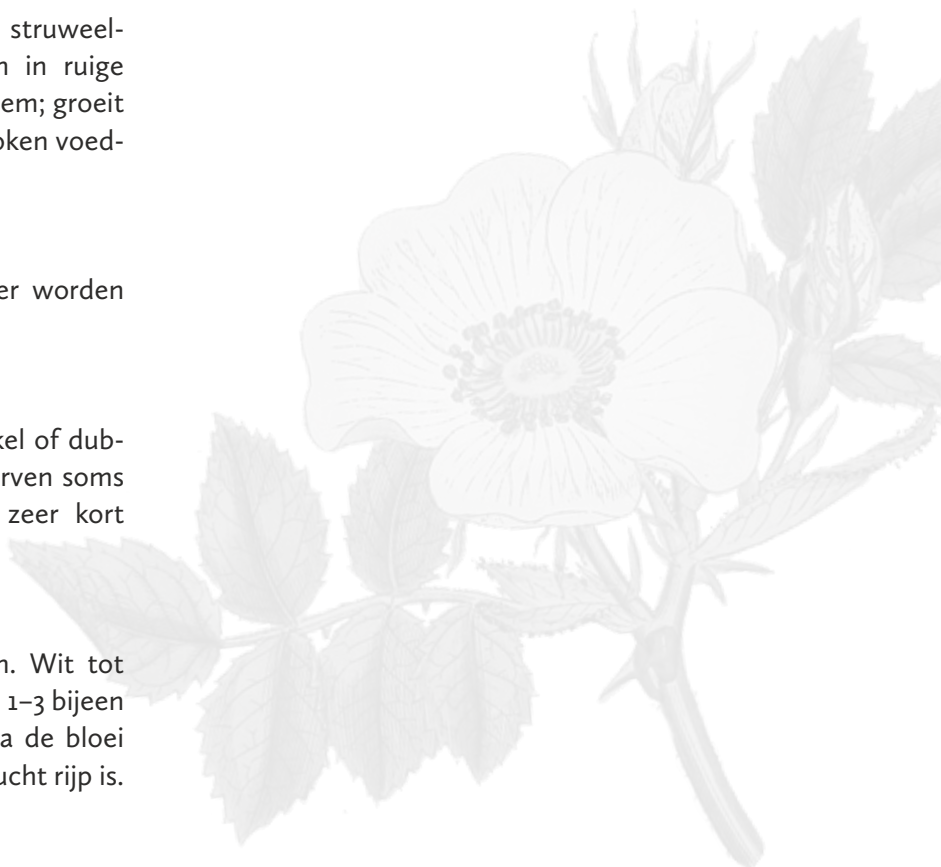 struweel-
n in ruige
em; groeit
oken voed-
er worden
kel of dub-
rven soms
zeer kort
n. Wit tot
1–3 bijeen
a de bloei
ucht rijp is.